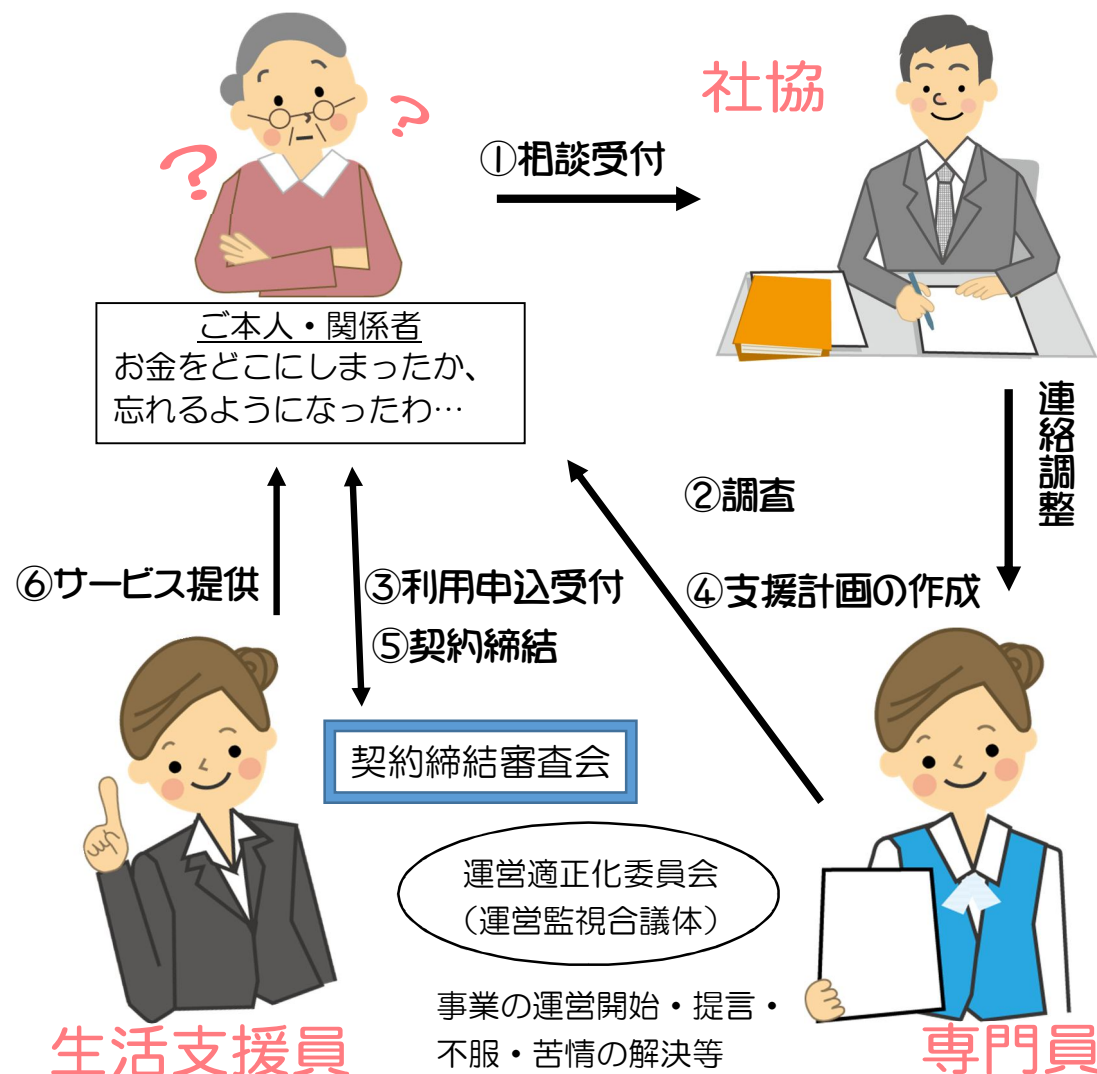 ?
?
社協
①相談受付
ご本人・関係者
お金をどこにしまったか、
忘れるようになったわ…
連絡調整
②調査
④支援計画の作成
⑥サービス提供
③利用申込受付
⑤契約締結
契約締結審査会
運営適正化委員会
（運営監視合議体）
事業の運営開始・提言・
不服・苦情の解決等
生活支援員
専門員